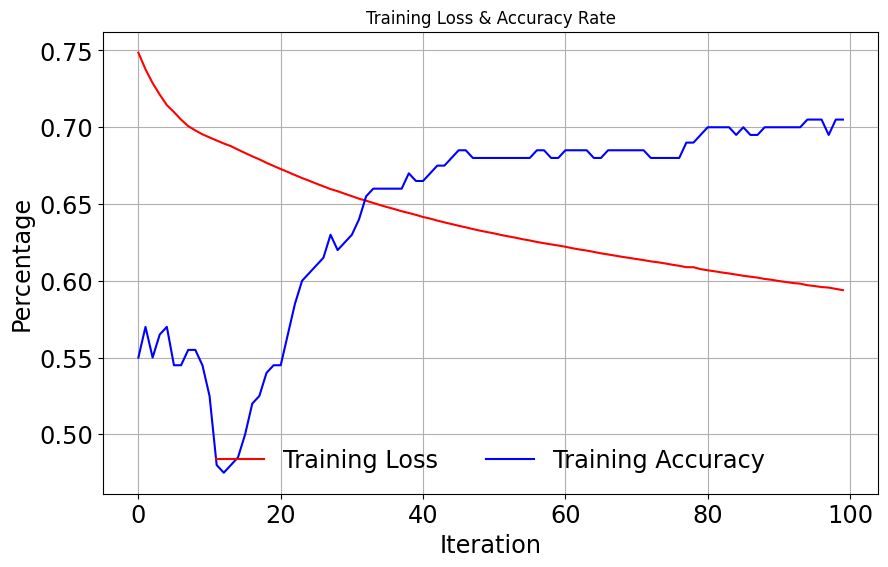 Training Loss & Accuracy Rate
0.75
0.70
0.65
0.60
0.55
0.50
Percentage
Training Loss
Training Accuracy
0 20 40 60 80 100
Iteration